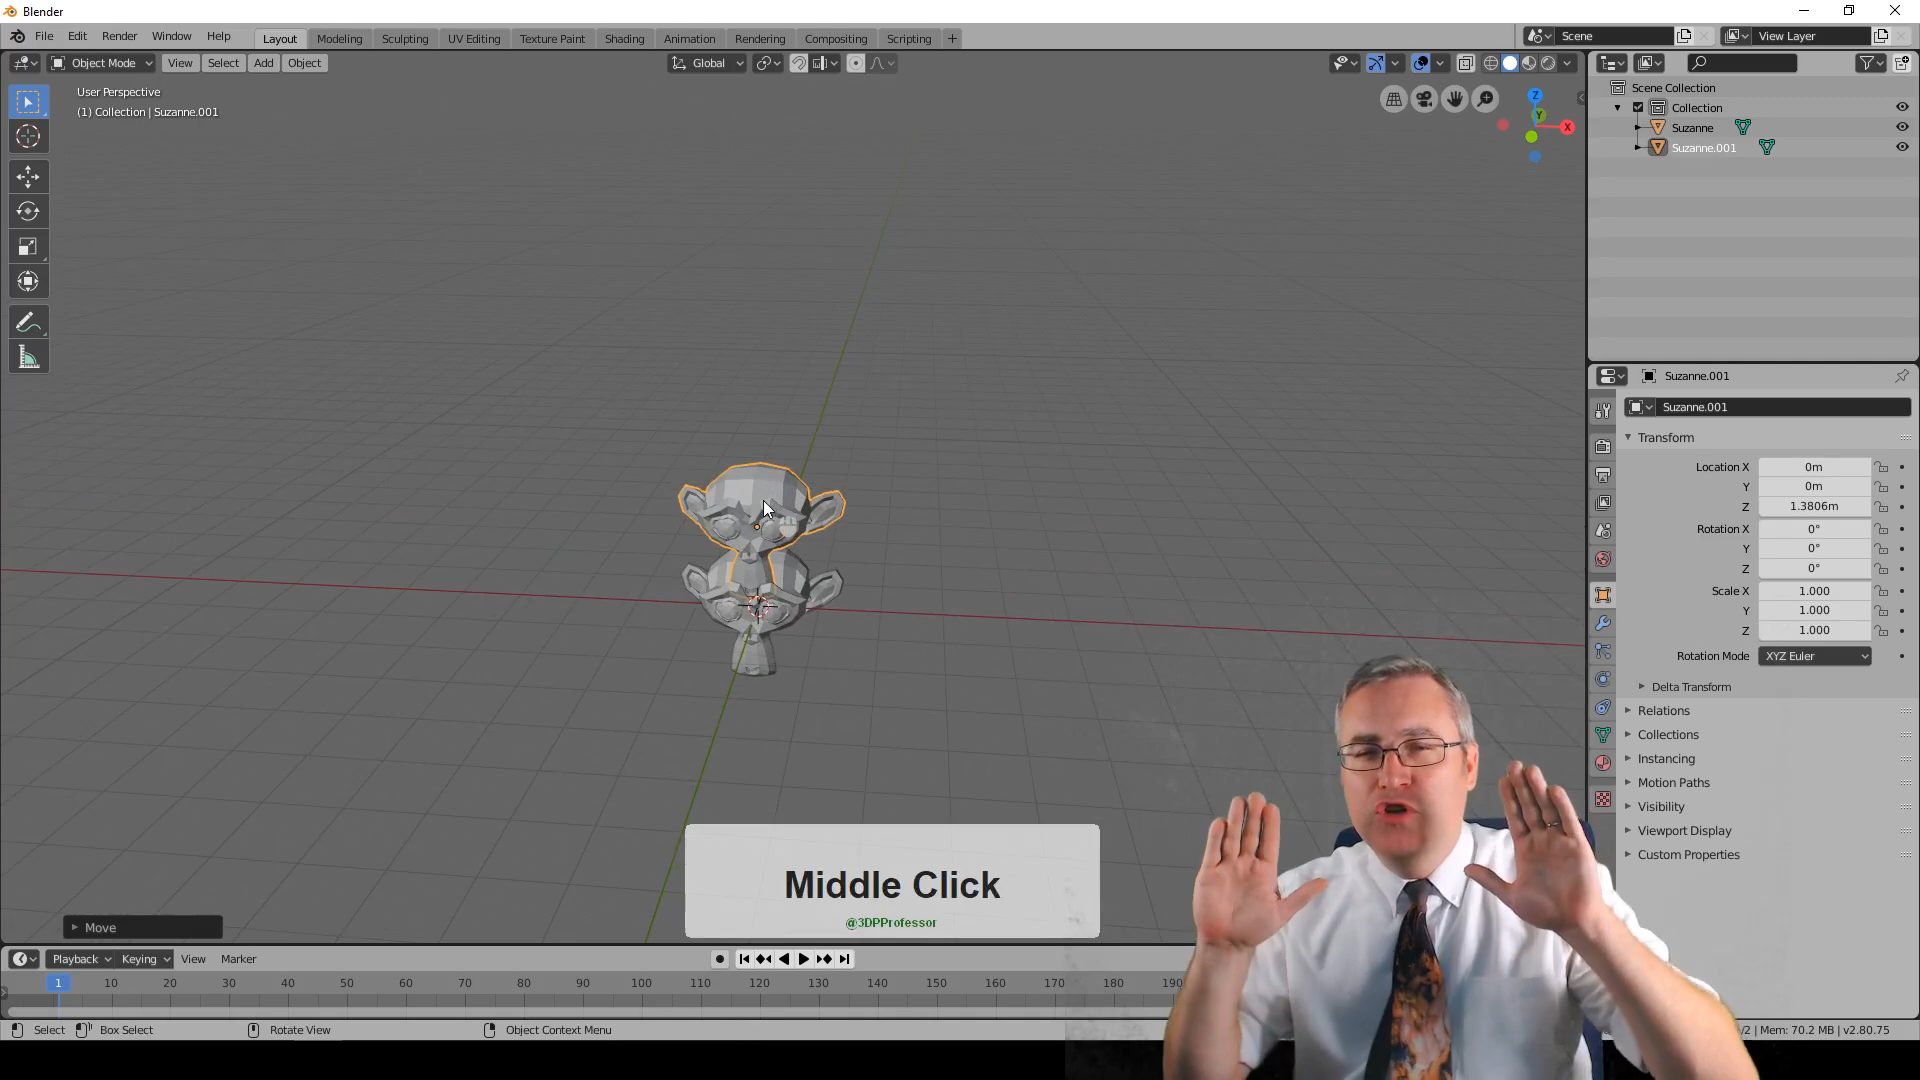 Blender
File Edit Render Window Help
Layout Modeling Sculpting UV Editing Texture Paint Shading Animation Rendering Compositing Scripting +
Scene
View Layer
Object Mode View Select Add Object
Global
User Perspective
(1) Collection | Suzanne.001
Z
Y
X
Scene Collection
Collection
Suzanne
Suzanne.001
Suzanne.001
Suzanne.001
Transform
Location X 0m
Y 0m
Z 1.3806m
Rotation X 0°
Y 0°
Z 0°
Scale X 1.000
Y 1.000
Z 1.000
Rotation Mode XYZ Euler
Delta Transform
Relations
Collections
Instancing
Motion Paths
Visibility
Viewport Display
Custom Properties
Middle Click
@3DPProfessor
Move
Playback Keying View Marker
1 10 20 30 40 50 60 70 80 90 100 110 120 130 140 150 160 170 180 190
Select Box Select Rotate View Object Context Menu
/2 | Mem: 70.2 MB | v2.80.75